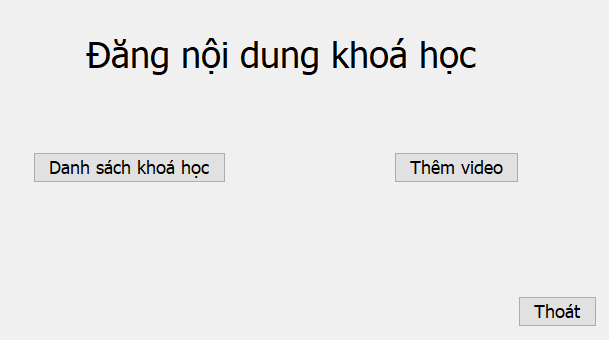 Đăng nội dung khoá học
Danh sách khoá học
Thêm video
Thoát